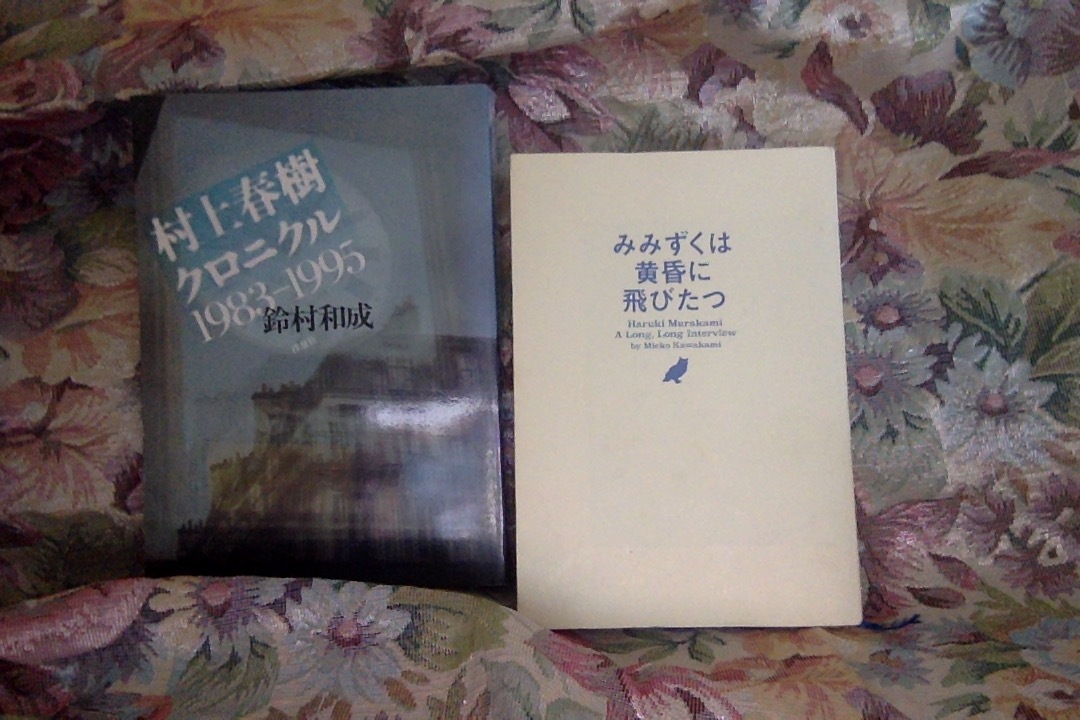 村上春樹
クロニクル
1983–1995
鈴村和成
みみずくは
黄昏に
飛びたつ
Haruki Murakami
A Long, Long Interview
by Mieko Kawakami